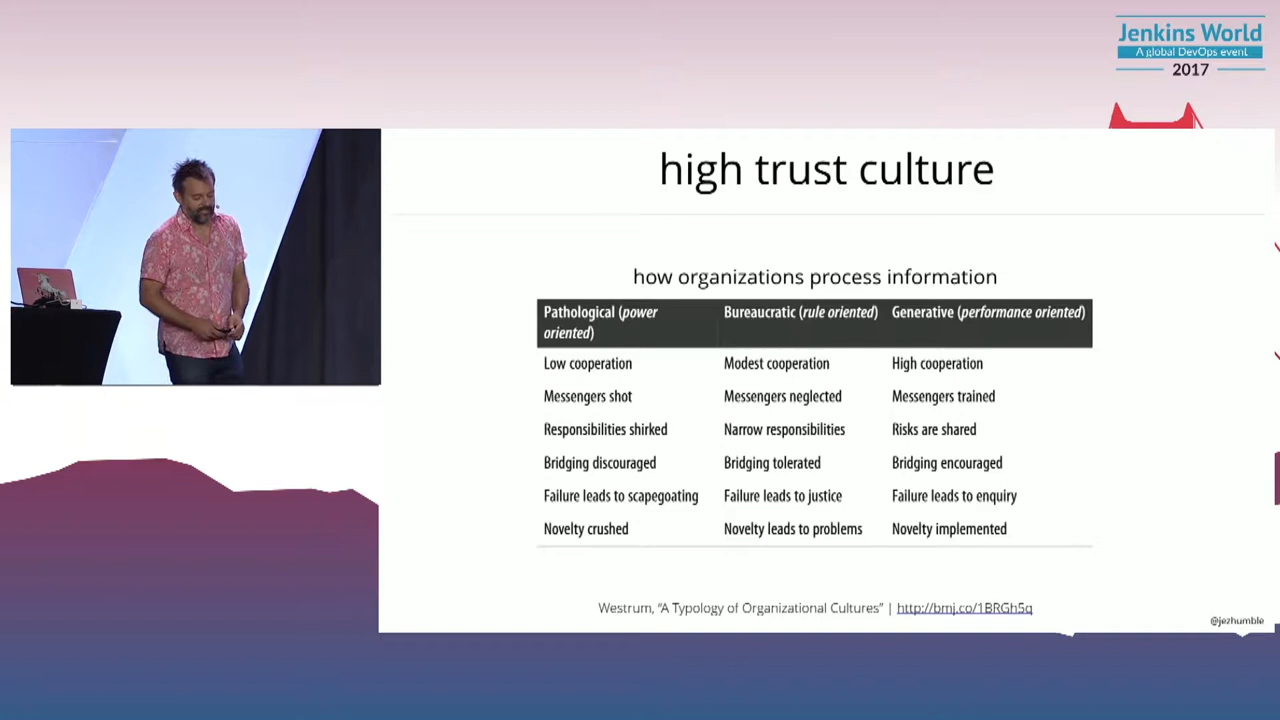 Jenkins World
A global DevOps event
2017
high trust culture
how organizations process information
Pathological (power oriented)
Bureaucratic (rule oriented)
Generative (performance oriented)
Low cooperation
Modest cooperation
High cooperation
Messengers shot
Messengers neglected
Messengers trained
Responsibilities shirked
Narrow responsibilities
Risks are shared
Bridging discouraged
Bridging tolerated
Bridging encouraged
Failure leads to scapegoating
Failure leads to justice
Failure leads to enquiry
Novelty crushed
Novelty leads to problems
Novelty implemented
Westrum, “A Typology of Organizational Cultures” | http://bmj.co/1BRGh5q
@jezhumble